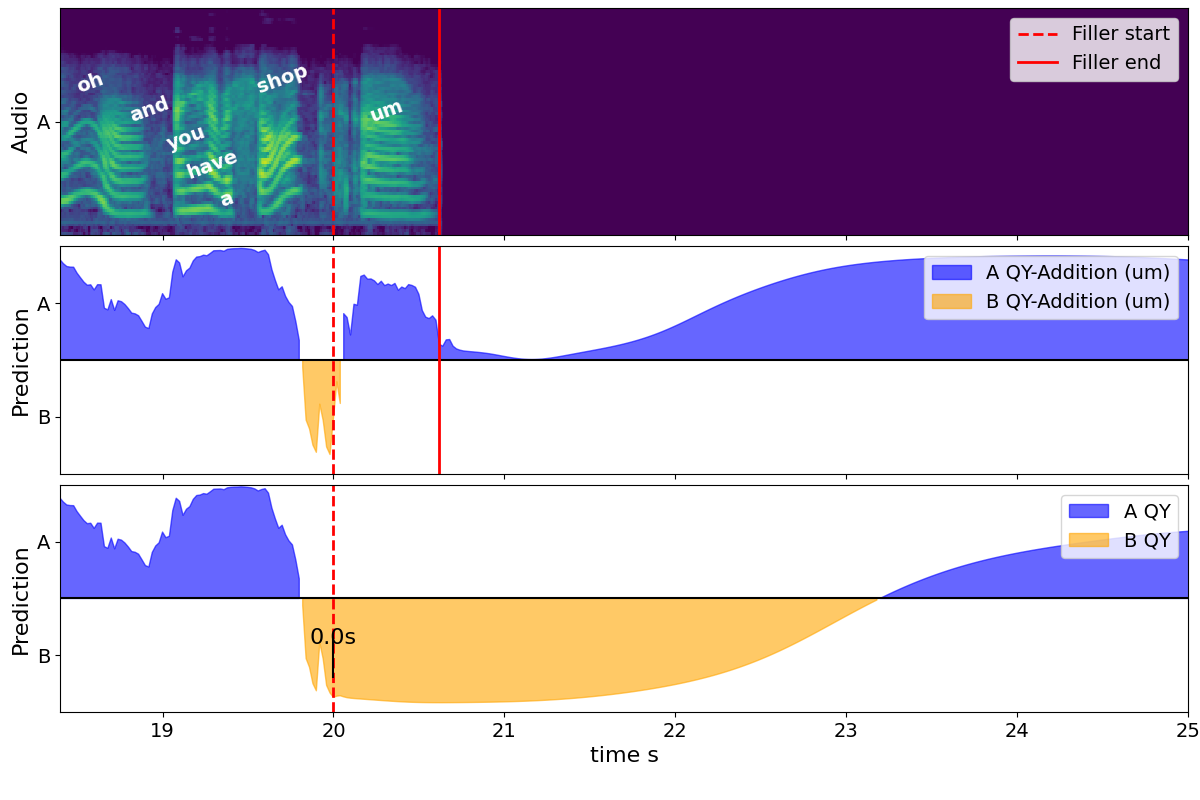 Audio
A
oh
and
you
have
a
shop
um
Filler start
Filler end
Prediction
A
B
A QY-Addition (um)
B QY-Addition (um)
Prediction
A
B
0.0s
A QY
B QY
19 20 21 22 23 24 25
time s